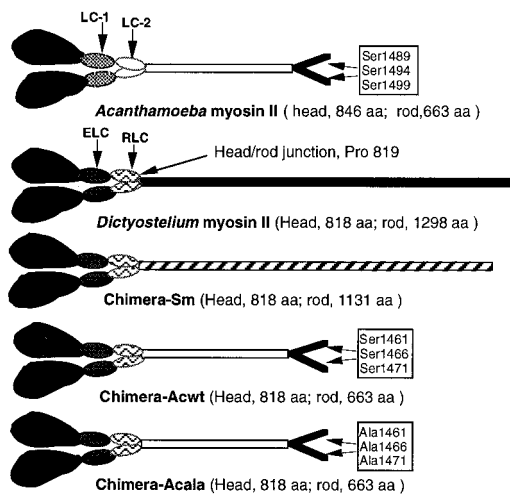 LC-1 LC-2
Ser1489
Ser1494
Ser1499
Acanthamoeba myosin II ( head, 846 aa; rod,663 aa )
ELC RLC
Head/rod junction, Pro 819
Dictyostelium myosin II (Head, 818 aa; rod, 1298 aa)
Chimera-Sm (Head, 818 aa; rod, 1131 aa)
Ser1461
Ser1466
Ser1471
Chimera-Acwt (Head, 818 aa; rod, 663 aa )
Ala1461
Ala1466
Ala1471
Chimera-Acala (Head, 818 aa; rod, 663 aa )